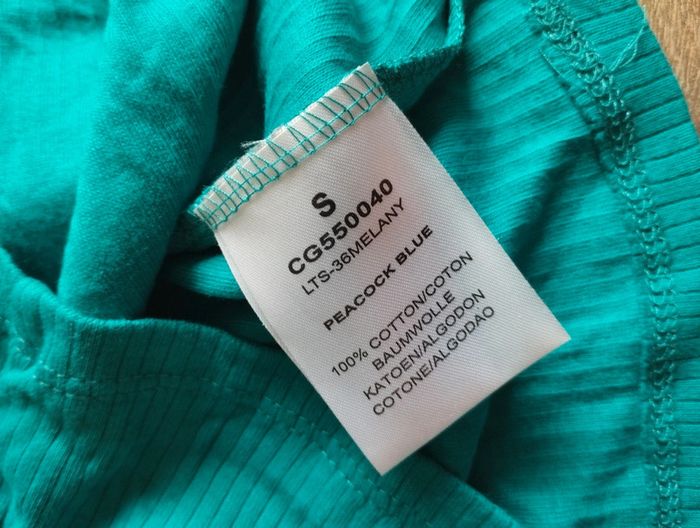 S
CG550040
LTS-36MELANY
PEACOCK BLUE
100% COTTON/COTON
BAUMWOLLE
KATOEN/ALGODON
COTONE/ALGODAO